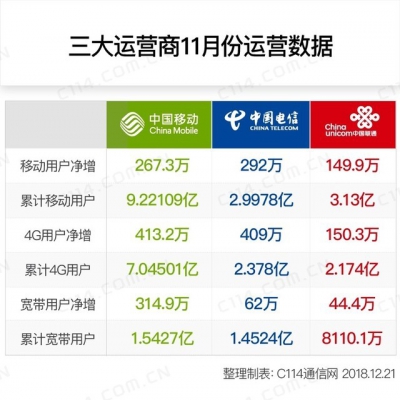 三大运营商11月份运营数据
中国移动 China Mobile 中国电信 CHINA TELECOM China unicom中国联通
移动用户净增 267.3万 292万 149.9万
累计移动用户 9.22109亿 2.9978亿 3.13亿
4G用户净增 413.2万 409万 150.3万
累计4G用户 7.04501亿 2.378亿 2.174亿
宽带用户净增 314.9万 62万 44.4万
累计宽带用户 1.5427亿 1.4524亿 8110.1万
整理制表: C114通信网 2018.12.21